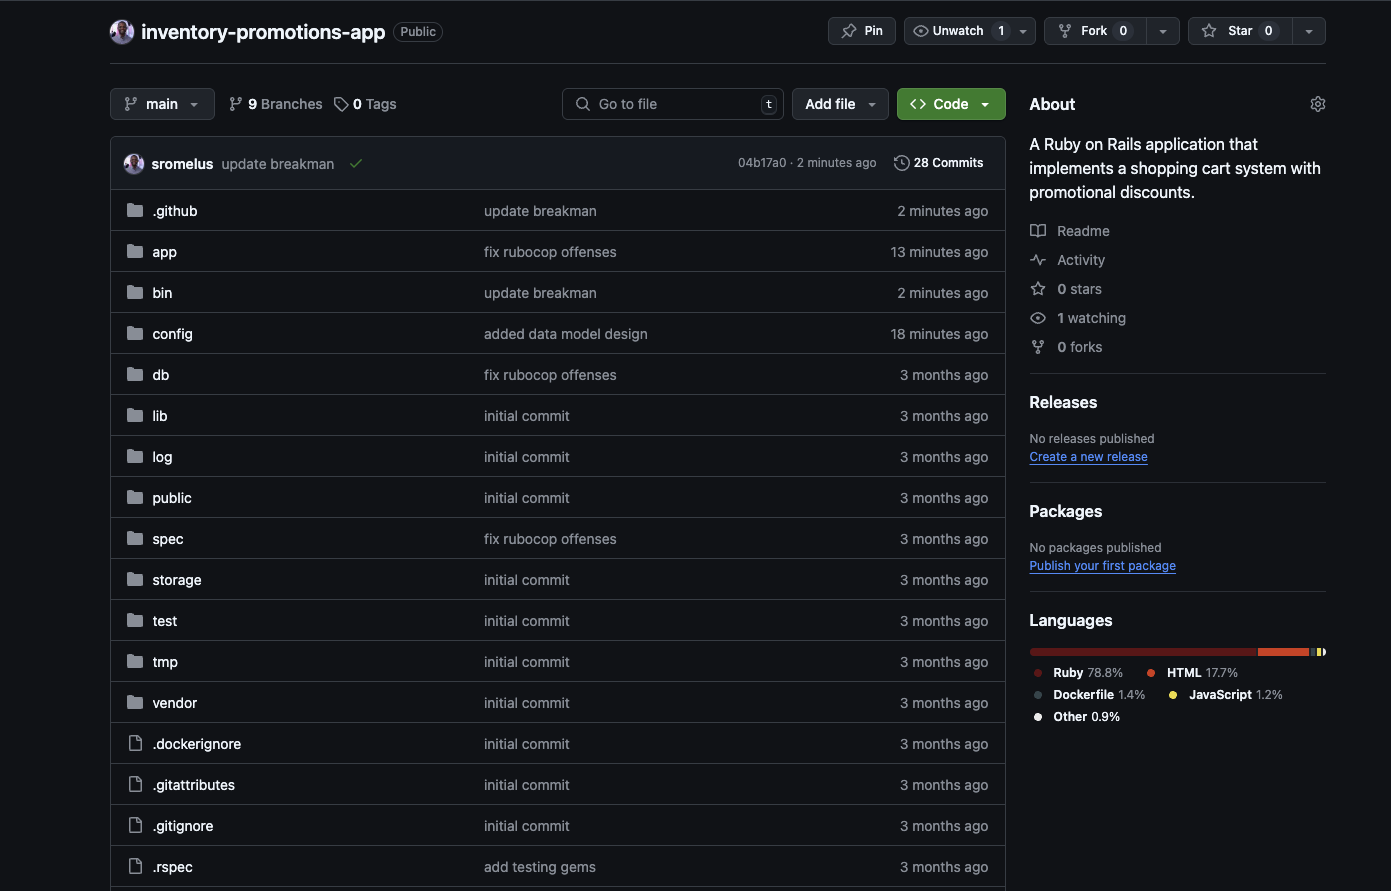 inventory-promotions-app Public Pin Unwatch 1 Fork 0 Star 0
main 9 Branches 0 Tags Go to file t Add file Code
sromelus update breakman 04b17a0 · 2 minutes ago 28 Commits
.github update breakman 2 minutes ago
app fix rubocop offenses 13 minutes ago
bin update breakman 2 minutes ago
config added data model design 18 minutes ago
db fix rubocop offenses 3 months ago
lib initial commit 3 months ago
log initial commit 3 months ago
public initial commit 3 months ago
spec fix rubocop offenses 3 months ago
storage initial commit 3 months ago
test initial commit 3 months ago
tmp initial commit 3 months ago
vendor initial commit 3 months ago
.dockerignore initial commit 3 months ago
.gitattributes initial commit 3 months ago
.gitignore initial commit 3 months ago
.rspec add testing gems 3 months ago
About
A Ruby on Rails application that
implements a shopping cart system with
promotional discounts.
Readme
Activity
0 stars
1 watching
0 forks
Releases
No releases published
Create a new release
Packages
No packages published
Publish your first package
Languages
Ruby 78.8% HTML 17.7%
Dockerfile 1.4% JavaScript 1.2%
Other 0.9%